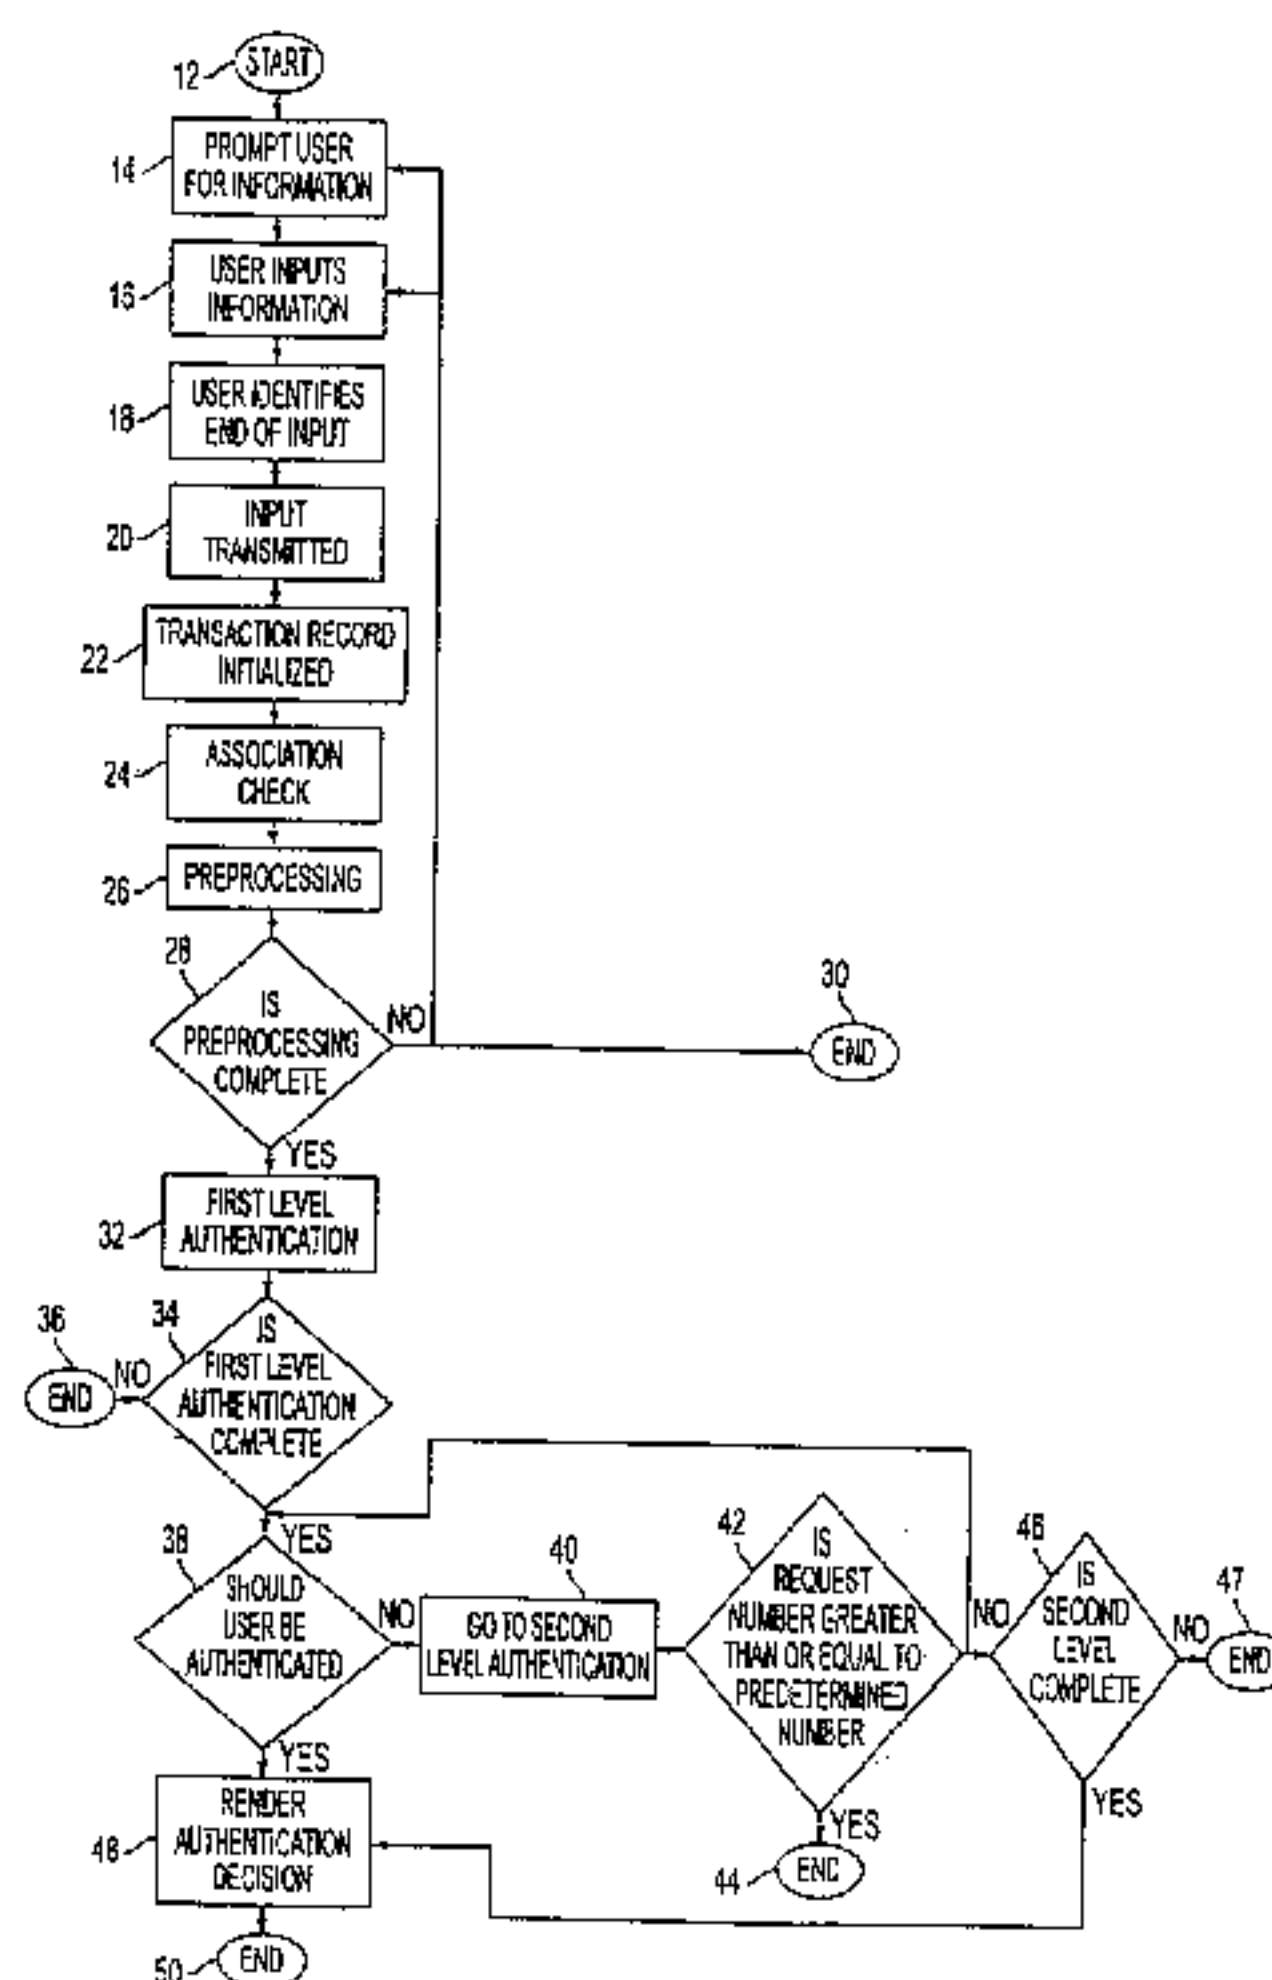 12
START
14
PROMPT USER
FOR INFORMATION
16
USER INPUTS
INFORMATION
18
USER IDENTIFIES
END OF INPUT
20
INPUT
TRANSMITTED
22
TRANSACTION RECORD
INITIALIZED
24
ASSOCIATION
CHECK
26
PREPROCESSING
28
IS
PREPROCESSING
COMPLETE
NO
30
END
YES
32
FIRST LEVEL
AUTHENTICATION
34
IS
FIRST LEVEL
AUTHENTICATION
COMPLETE
NO
36
END
YES
38
SHOULD
USER BE
AUTHENTICATED
NO
40
GO TO SECOND
LEVEL AUTHENTICATION
42
IS
REQUEST
NUMBER GREATER
THAN OR EQUAL TO
PREDETERMINED
NUMBER
NO
YES
44
END
46
IS
SECOND
LEVEL
COMPLETE
NO
47
END
YES
YES
48
RENDER
AUTHENTICATION
DECISION
50
END